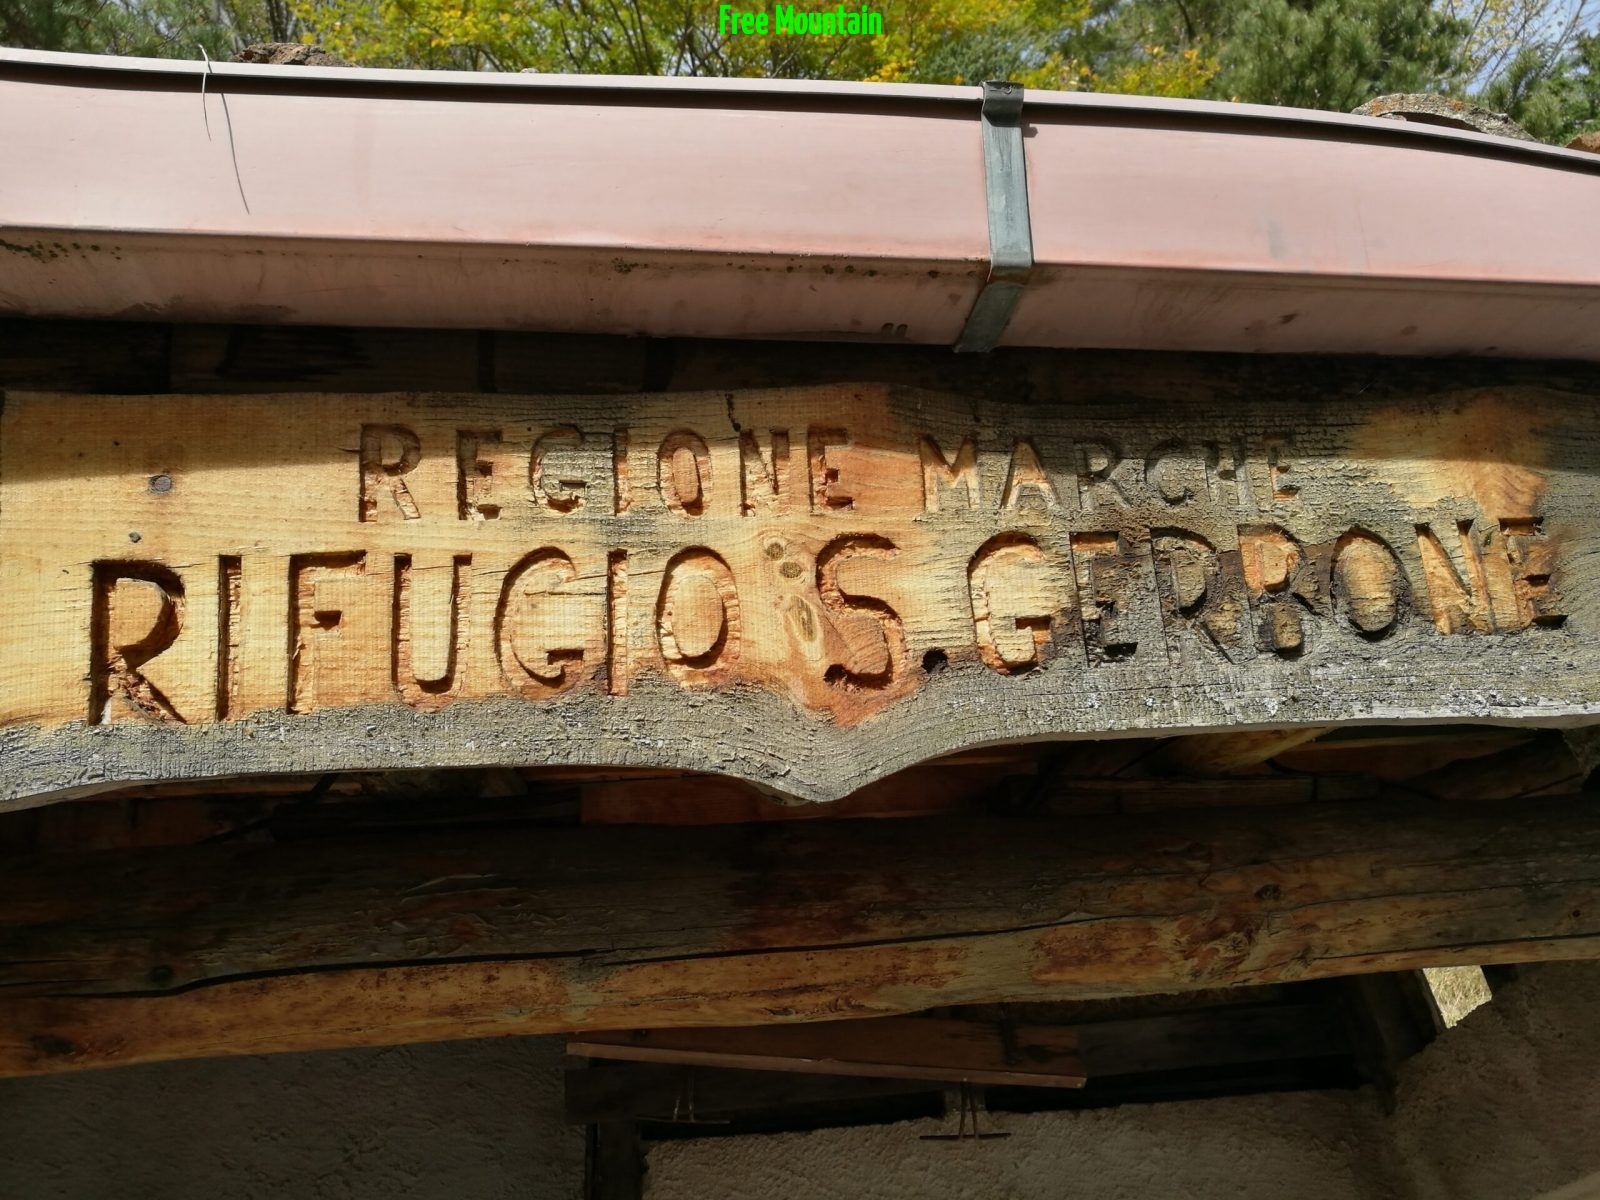 Free Mountain
REGIONE MARCHE
RIFUGIO S. GERBONE